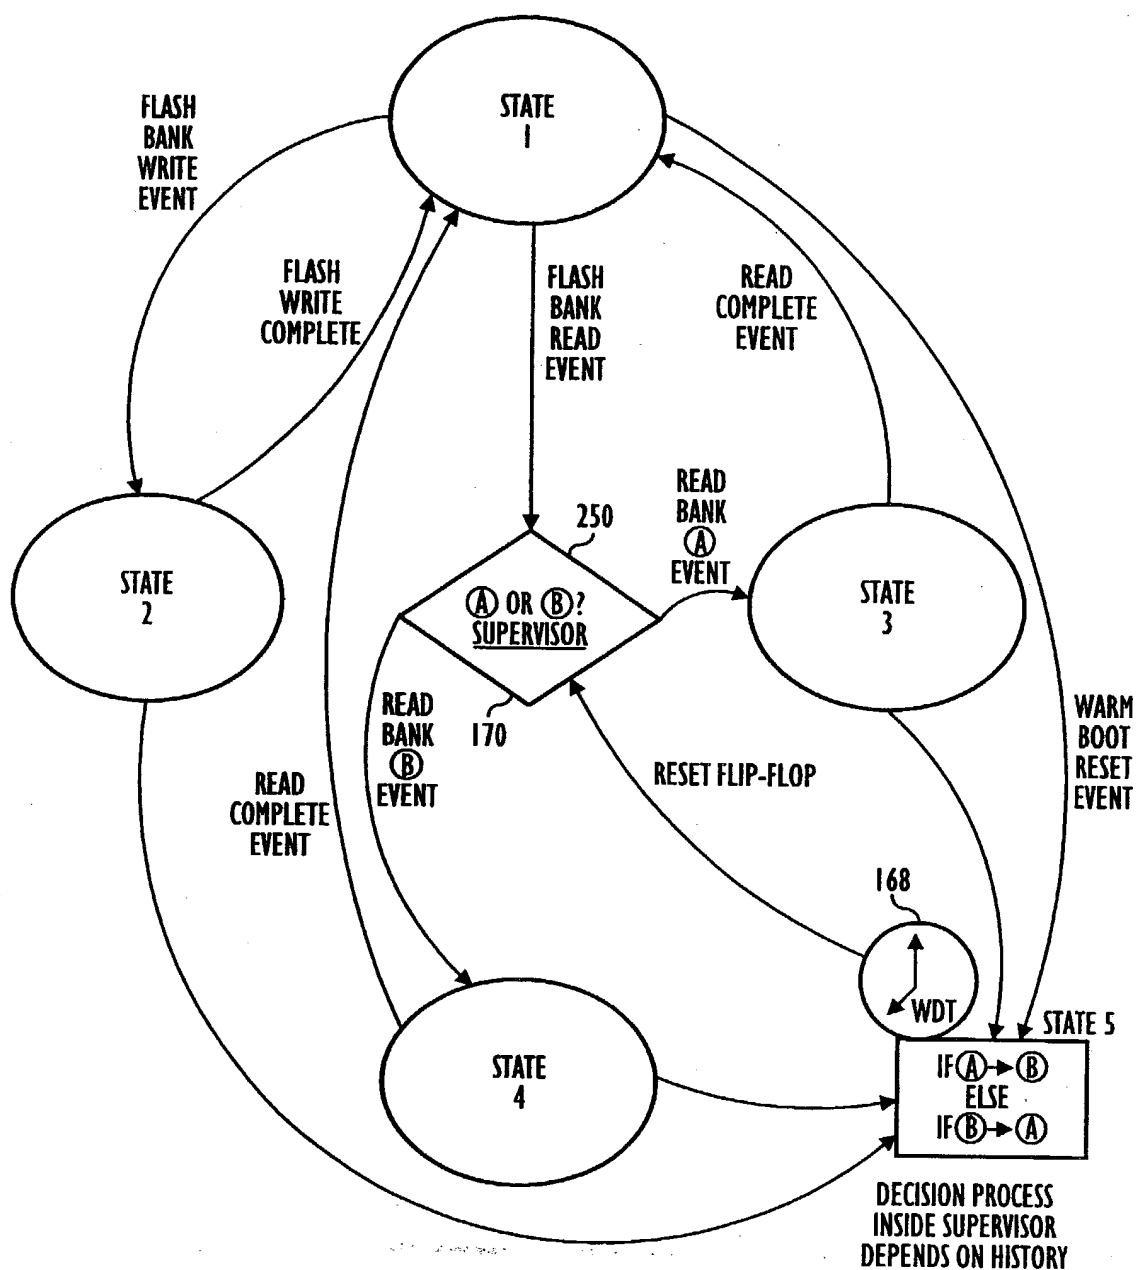 STATE
1
FLASH
BANK
WRITE
EVENT
FLASH
WRITE
COMPLETE
FLASH
BANK
READ
EVENT
READ
COMPLETE
EVENT
READ
BANK
A
EVENT
250
STATE
2
A OR B?
SUPERVISOR
STATE
3
170
READ
BANK
B
EVENT
RESET FLIP-FLOP
WARM
BOOT
RESET
EVENT
READ
COMPLETE
EVENT
168
WDT
STATE 5
STATE
4
IF A→B
ELSE
IF B→A
DECISION PROCESS
INSIDE SUPERVISOR
DEPENDS ON HISTORY